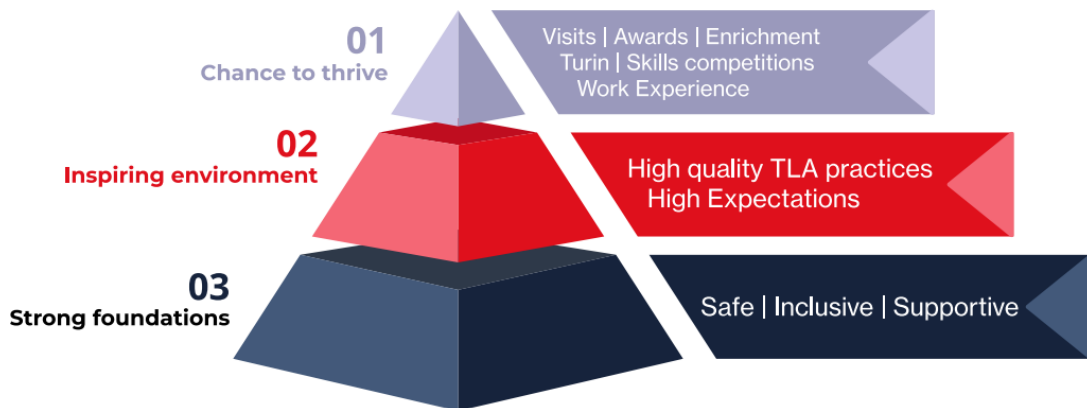 01
Chance to thrive
Visits | Awards | Enrichment
Turin | Skills competitions
Work Experience
02
Inspiring environment
High quality TLA practices
High Expectations
03
Strong foundations
Safe | Inclusive | Supportive